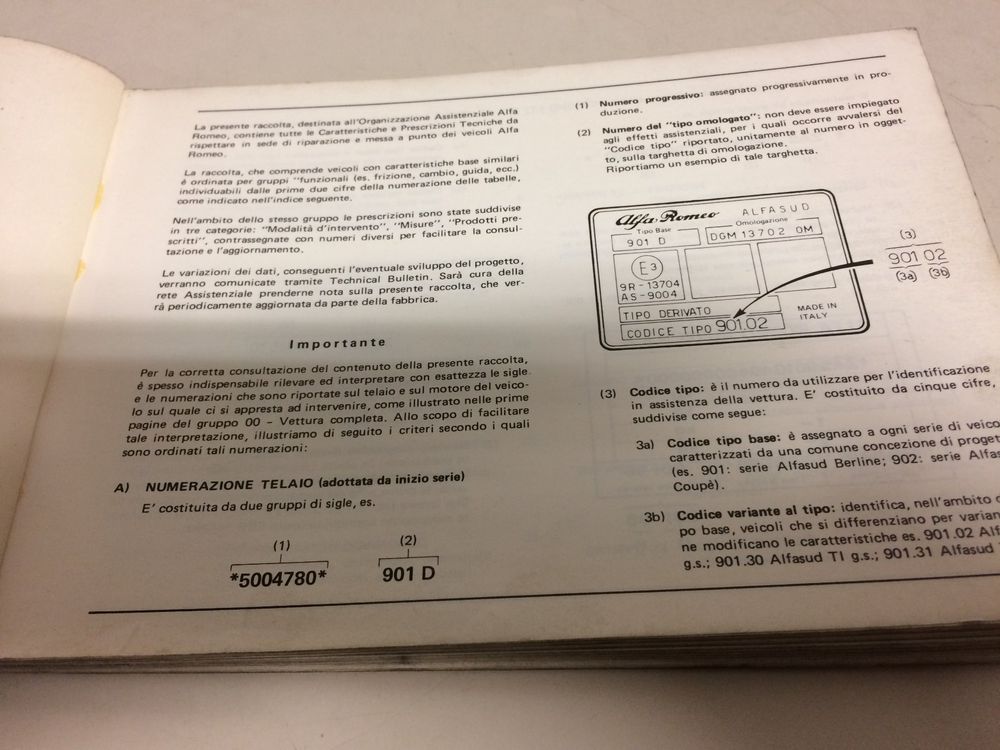 La presente raccolta, destinata all'Organizzazione Assistenziale Alfa
Romeo, contiene tutte le Caratteristiche e Prescrizioni Tecniche da
rispettare in sede di riparazione e messa a punto dei veicoli Alfa
Romeo.
La raccolta, che comprende veicoli con caratteristiche base similari
è ordinata per gruppi "funzionali (es. frizione, cambio, guida, ecc.)
individuabili dalle prime due cifre della numerazione delle tabelle,
come indicato nell'indice seguente.
Nell'ambito dello stesso gruppo le prescrizioni sono state suddivise
in tre categorie: "Modalità d'intervento", "Misure", "Prodotti pre-
scritti", contrassegnate con numeri diversi per facilitare la consul-
tazione e l'aggiornamento.
Le variazioni dei dati, conseguenti l'eventuale sviluppo del progetto,
verranno comunicate tramite Technical Bulletin. Sarà cura della
rete Assistenziale prenderne nota sulla presente raccolta, che ver-
rà periodicamente aggiornata da parte della fabbrica.
Importante
Per la corretta consultazione del contenuto della presente raccolta,
è spesso indispensabile rilevare ed interpretare con esattezza le sigle
e le numerazioni che sono riportate sul telaio e sul motore del veico-
lo sul quale ci si appresta ad intervenire, come illustrato nelle prime
pagine del gruppo 00 – Vettura completa. Allo scopo di facilitare
tale interpretazione, illustriamo di seguito i criteri secondo i quali
sono ordinati tali numerazioni:
A) NUMERAZIONE TELAIO (adottata da inizio serie)
E' costituita da due gruppi di sigle, es.
(1) (2)
*5004780* 901 D
(1) Numero progressivo: assegnato progressivamente in pro-
duzione.
(2) Numero del "tipo omologato": non deve essere impiegato
agli effetti assistenziali, per i quali occorre avvalersi del
"Codice tipo" riportato, unitamente al numero in ogget-
to, sulla targhetta di omologazione.
Riportiamo un esempio di tale targhetta.
Alfa Romeo ALFASUD
Tipo Base Omologazione
901 D DGM 13702 OM
E3
9R-13704
AS-9004
TIPO DERIVATO
CODICE TIPO 901.02
MADE IN
ITALY
(3)
901 02
(3a) (3b)
(3) Codice tipo: è il numero da utilizzare per l'identificazione
in assistenza della vettura. E' costituito da cinque cifre,
suddivise come segue:
3a) Codice tipo base: è assegnato a ogni serie di veico
caratterizzati da una comune concezione di proget
(es. 901: serie Alfasud Berline; 902: serie Alfas
Coupè).
3b) Codice variante al tipo: identifica, nell'ambito
po base, veicoli che si differenziano per varian
ne modificano le caratteristiche es. 901.02 Alf
g.s.; 901.30 Alfasud TI g.s.; 901.31 Alfasud